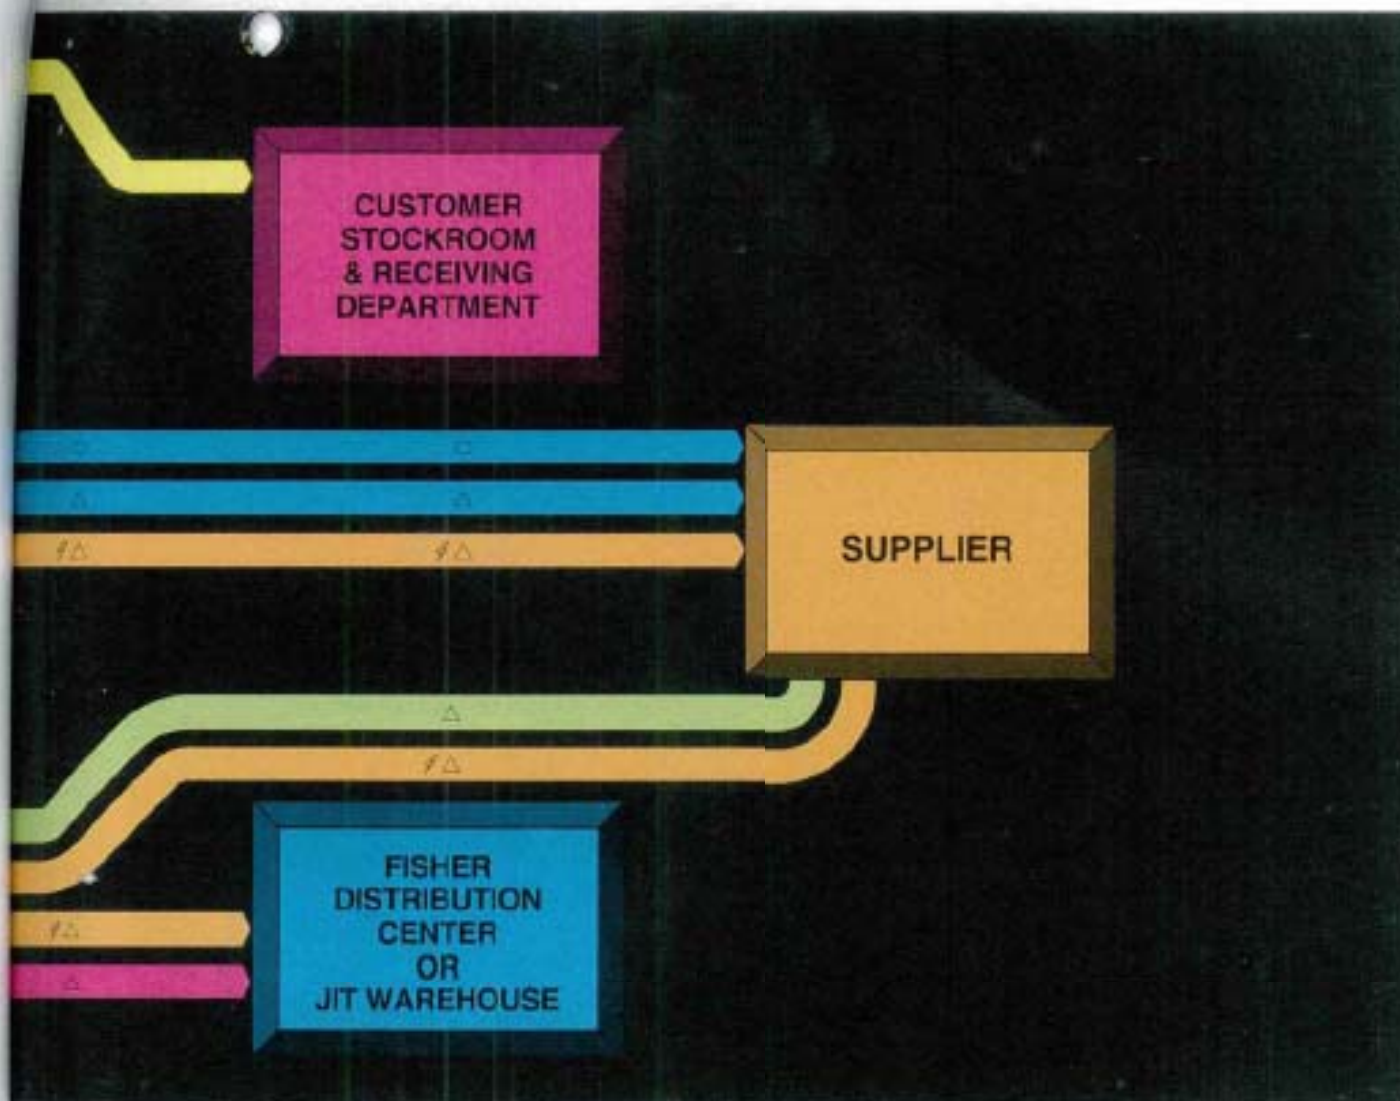 CUSTOMER
STOCKROOM
& RECEIVING
DEPARTMENT
SUPPLIER
FISHER
DISTRIBUTION
CENTER
OR
JIT WAREHOUSE